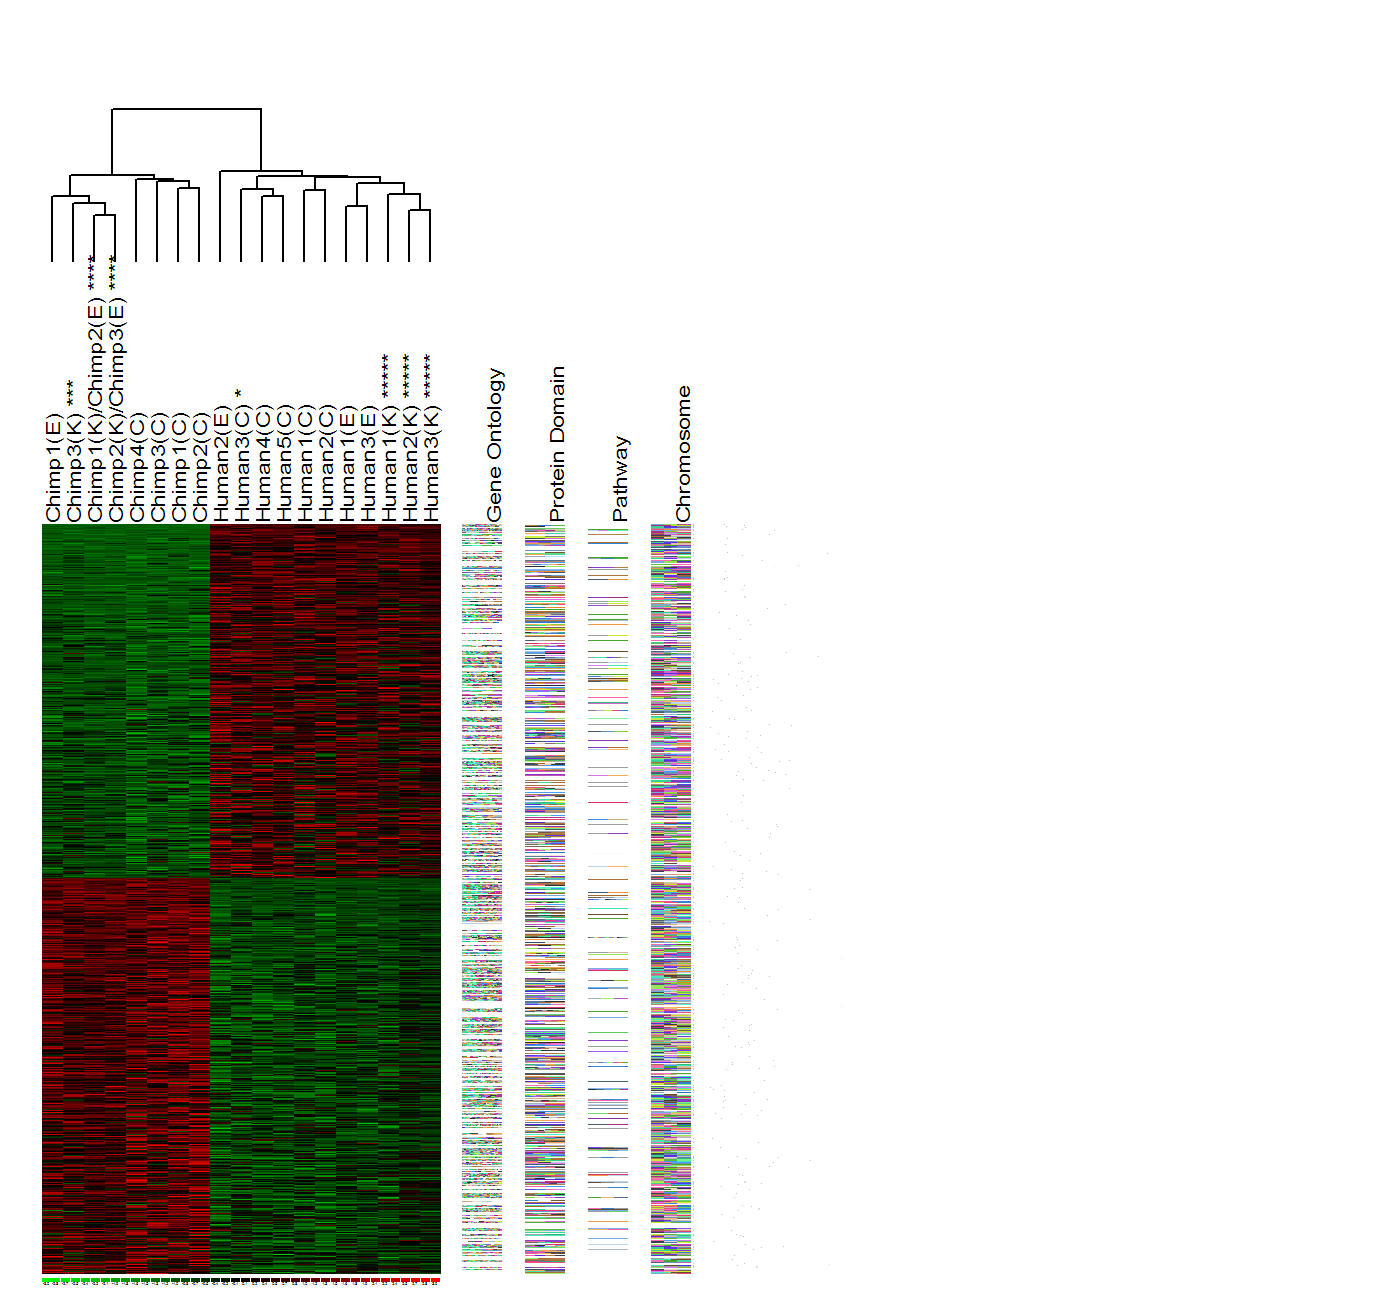 Chimp1(E)
Chimp3(K) ***
Chimp1(K)/Chimp2(E) ****
Chimp2(K)/Chimp3(E) ****
Chimp4(C)
Chimp3(C)
Chimp1(C)
Chimp2(C)
Human2(E)
Human3(C) *
Human4(C)
Human5(C)
Human1(C)
Human2(C)
Human1(E)
Human3(E)
Human1(K) *****
Human2(K) *****
Human3(K) *****
Gene Ontology
Protein Domain
Pathway
Chromosome